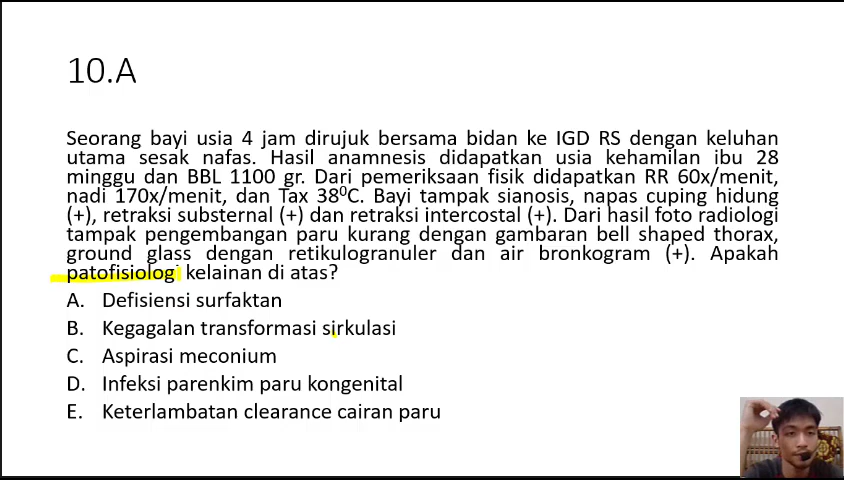 10.A
Seorang bayi usia 4 jam dirujuk bersama bidan ke IGD RS dengan keluhan
utama sesak nafas. Hasil anamnesis didapatkan usia kehamilan ibu 28
minggu dan BBL 1100 gr. Dari pemeriksaan fisik didapatkan RR 60x/menit,
nadi 170x/menit, dan Tax 38⁰C. Bayi tampak sianosis, napas cuping hidung
(+), retraksi substernal (+) dan retraksi intercostal (+). Dari hasil foto radiologi
tampak pengembangan paru kurang dengan gambaran bell shaped thorax,
ground glass dengan retikulogranuler dan air bronkogram (+). Apakah
patofisiologi kelainan di atas?
A. Defisiensi surfaktan
B. Kegagalan transformasi sirkulasi
C. Aspirasi meconium
D. Infeksi parenkim paru kongenital
E. Keterlambatan clearance cairan paru